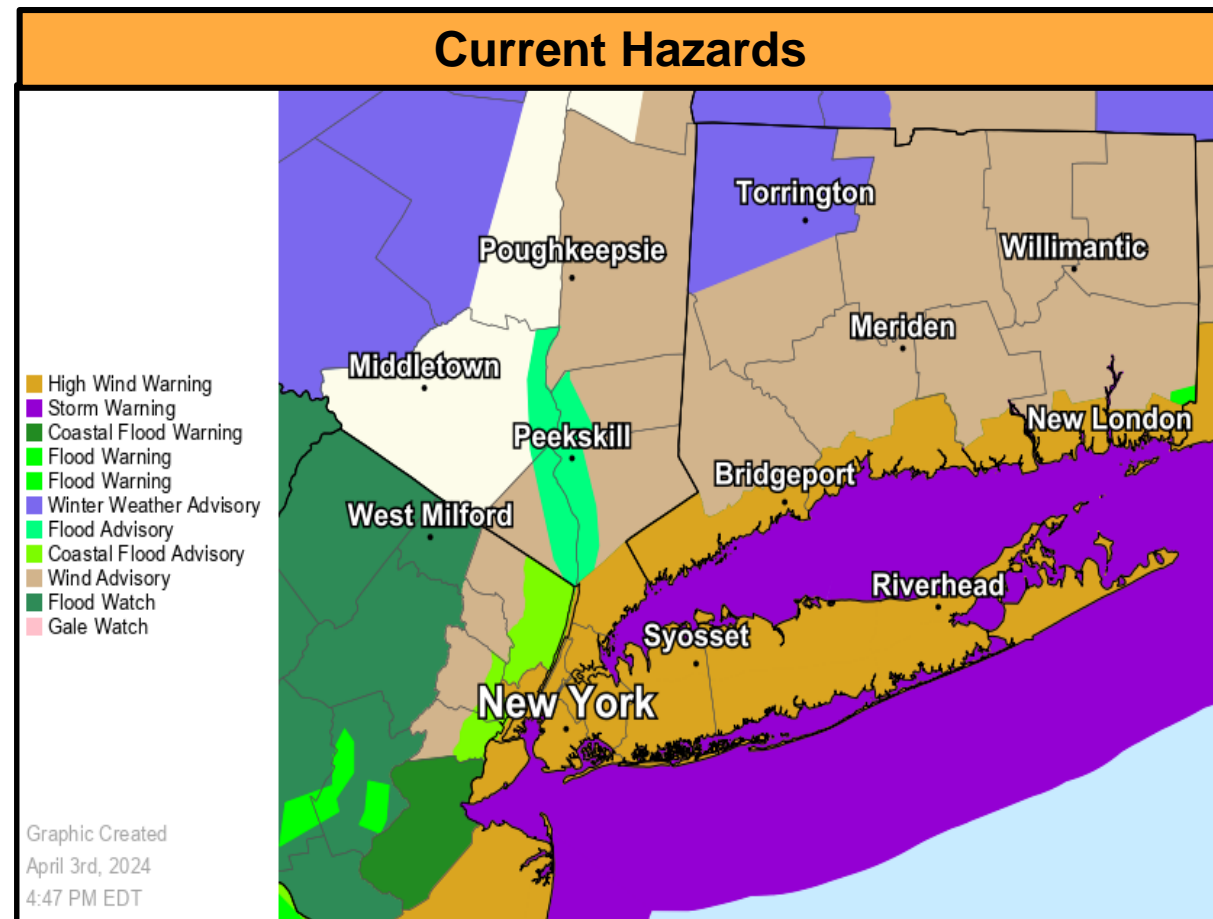 Current Hazards
Torrington
Poughkeepsie
Willimantic
Meriden
Middletown
High Wind Warning
Storm Warning
Coastal Flood Warning
Flood Warning
Flood Warning
Winter Weather Advisory
Flood Advisory
Coastal Flood Advisory
Wind Advisory
Flood Watch
Gale Watch
New London
Peekskill
Bridgeport
West Milford
Riverhead
Syosset
New York
Graphic Created
April 3rd, 2024
4:47 PM EDT